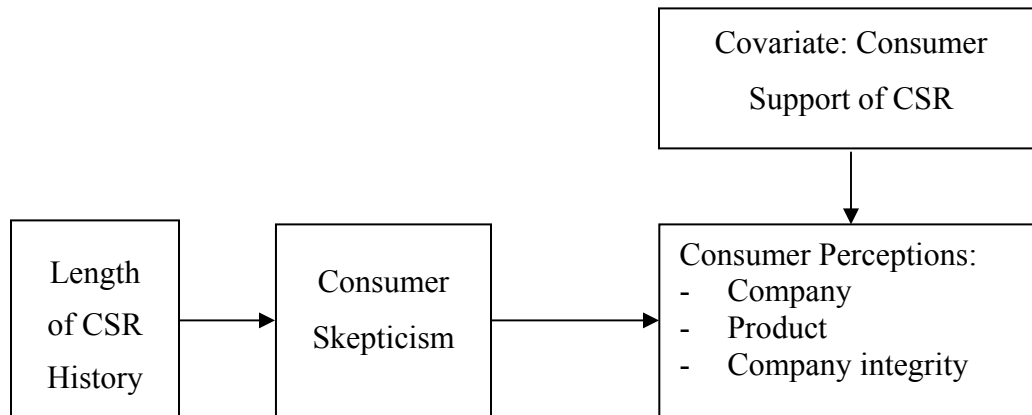 Covariate: Consumer
Support of CSR
Length
of CSR
History
Consumer
Skepticism
Consumer Perceptions:
- Company
- Product
- Company integrity